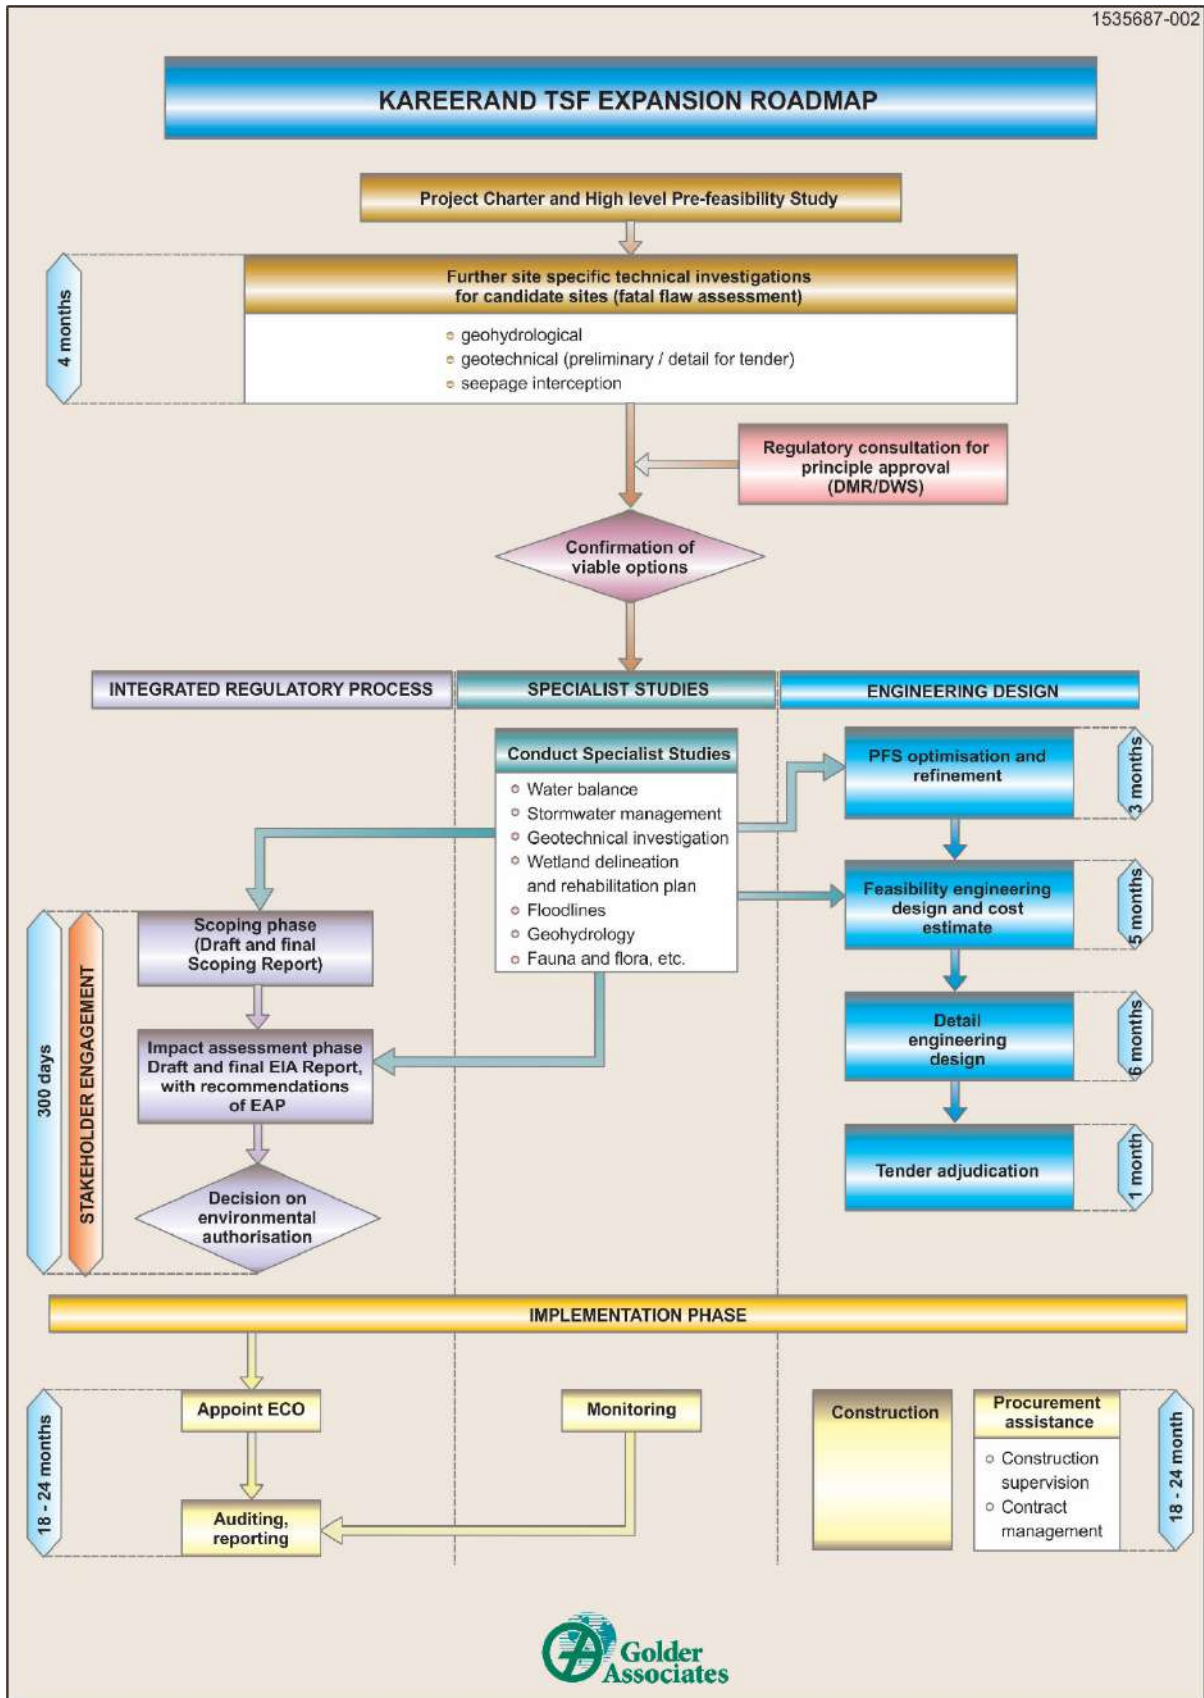 1535687-002
KAREERAND TSF EXPANSION ROADMAP
Project Charter and High level Pre-feasibility Study
4 months
Further site specific technical investigations
for candidate sites (fatal flaw assessment)
geohydrological
geotechnical (preliminary / detail for tender)
seepage interception
Regulatory consultation for
principle approval
(DMR/DWS)
Confirmation of
viable options
INTEGRATED REGULATORY PROCESS
SPECIALIST STUDIES
ENGINEERING DESIGN
Conduct Specialist Studies
Water balance
Stormwater management
Geotechnical investigation
Wetland delineation
and rehabilitation plan
Floodlines
Geohydrology
Fauna and flora, etc.
PFS optimisation and
refinement
3 months
Feasibility engineering
design and cost
estimate
5 months
Detail
engineering
design
6 months
Tender adjudication
1 month
300 days
STAKEHOLDER ENGAGEMENT
Scoping phase
(Draft and final
Scoping Report)
Impact assessment phase
Draft and final EIA Report,
with recommendations
of EAP
Decision on
environmental
authorisation
IMPLEMENTATION PHASE
18 - 24 months
Appoint ECO
Auditing,
reporting
Monitoring
Construction
Procurement
assistance
Construction
supervision
Contract
management
18 - 24 month
Golder
Associates